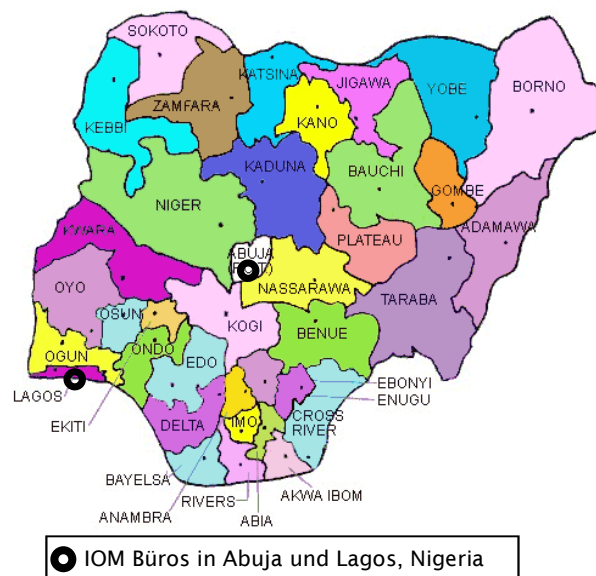 SOKOTO
KATSINA
JIGAWA
YOBE
BORNO
ZAMFARA
KANO
KEBBI
KADUNA
BAUCHI
GOMBE
NIGER
ADAMAWA
KWARA
ABUJA
PLATEAU
NASSARAWA
TARABA
OYO
OSUN
KOGI
BENUE
ONDO
OGUN
EDO
EBONYI
LAGOS
ENUGU
EKITI
DELTA
IMO
CROSS
RIVER
BAYELSA
RIVERS
AKWA IBOM
ANAMBRA
ABIA
IOM Büros in Abuja und Lagos, Nigeria